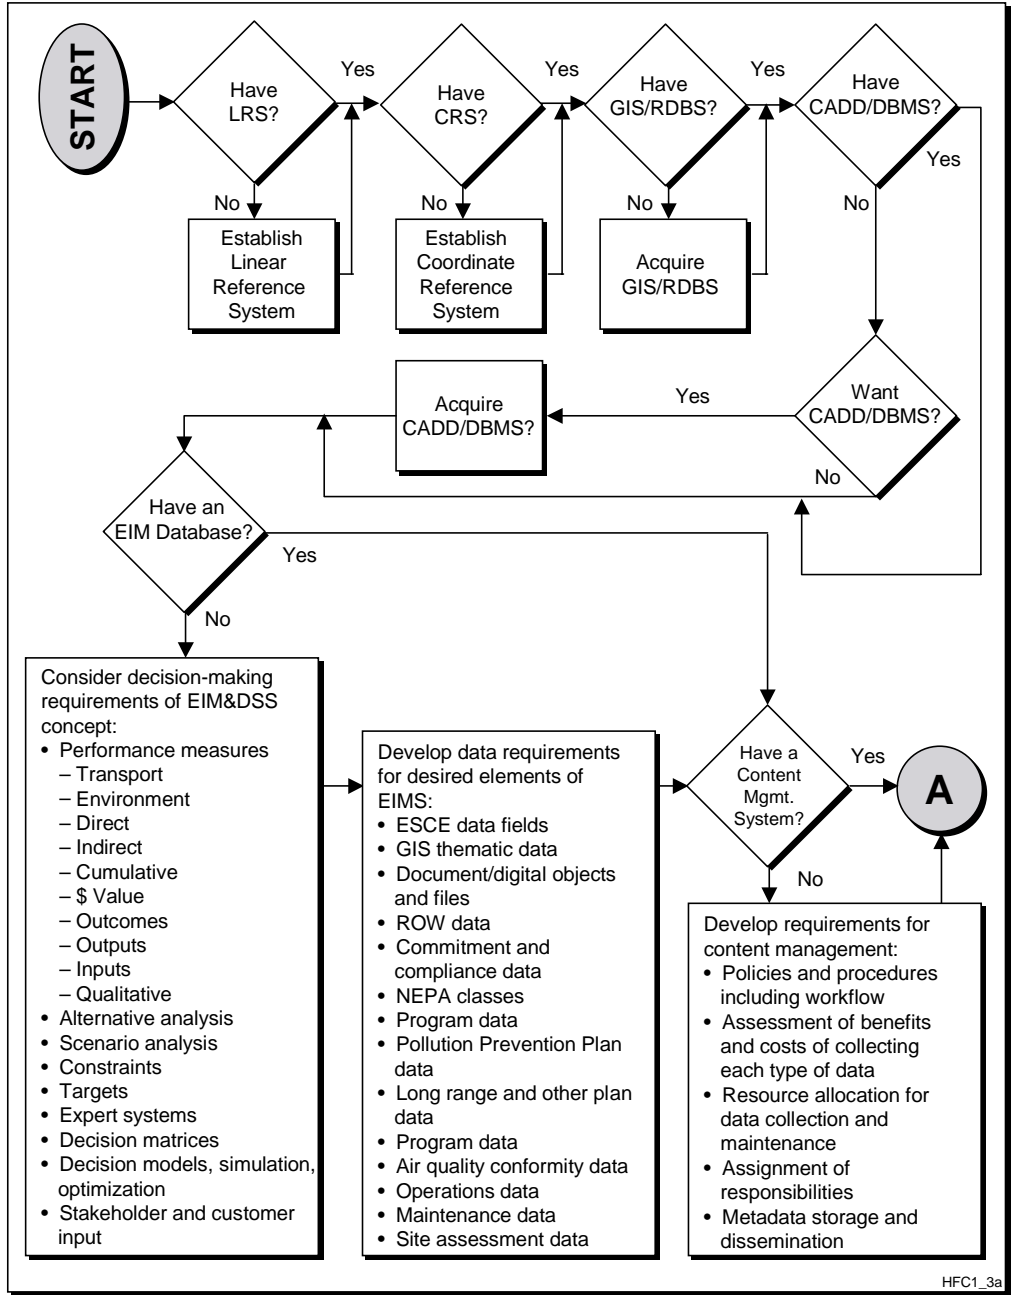 START
Have
LRS?
Yes
Have
CRS?
Yes
Have
GIS/RDBS?
Yes
Have
CADD/DBMS?
Yes
No
No
No
No
Establish
Linear
Reference
System
Establish
Coordinate
Reference
System
Acquire
GIS/RDBS
Want
CADD/DBMS?
Yes
No
Acquire
CADD/DBMS?
Have an
EIM Database?
Yes
No
Consider decision-making
requirements of EIM&DSS
concept:
• Performance measures
– Transport
– Environment
– Direct
– Indirect
– Cumulative
– $ Value
– Outcomes
– Outputs
– Inputs
– Qualitative
• Alternative analysis
• Scenario analysis
• Constraints
• Targets
• Expert systems
• Decision matrices
• Decision models, simulation,
optimization
• Stakeholder and customer
input
Develop data requirements
for desired elements of
EIMS:
• ESCE data fields
• GIS thematic data
• Document/digital objects
and files
• ROW data
• Commitment and
compliance data
• NEPA classes
• Program data
• Pollution Prevention Plan
data
• Long range and other plan
data
• Program data
• Air quality conformity data
• Operations data
• Maintenance data
• Site assessment data
Have a
Content
Mgmt.
System?
Yes
A
No
Develop requirements for
content management:
• Policies and procedures
including workflow
• Assessment of benefits
and costs of collecting
each type of data
• Resource allocation for
data collection and
maintenance
• Assignment of
responsibilities
• Metadata storage and
dissemination
HFC1_3a